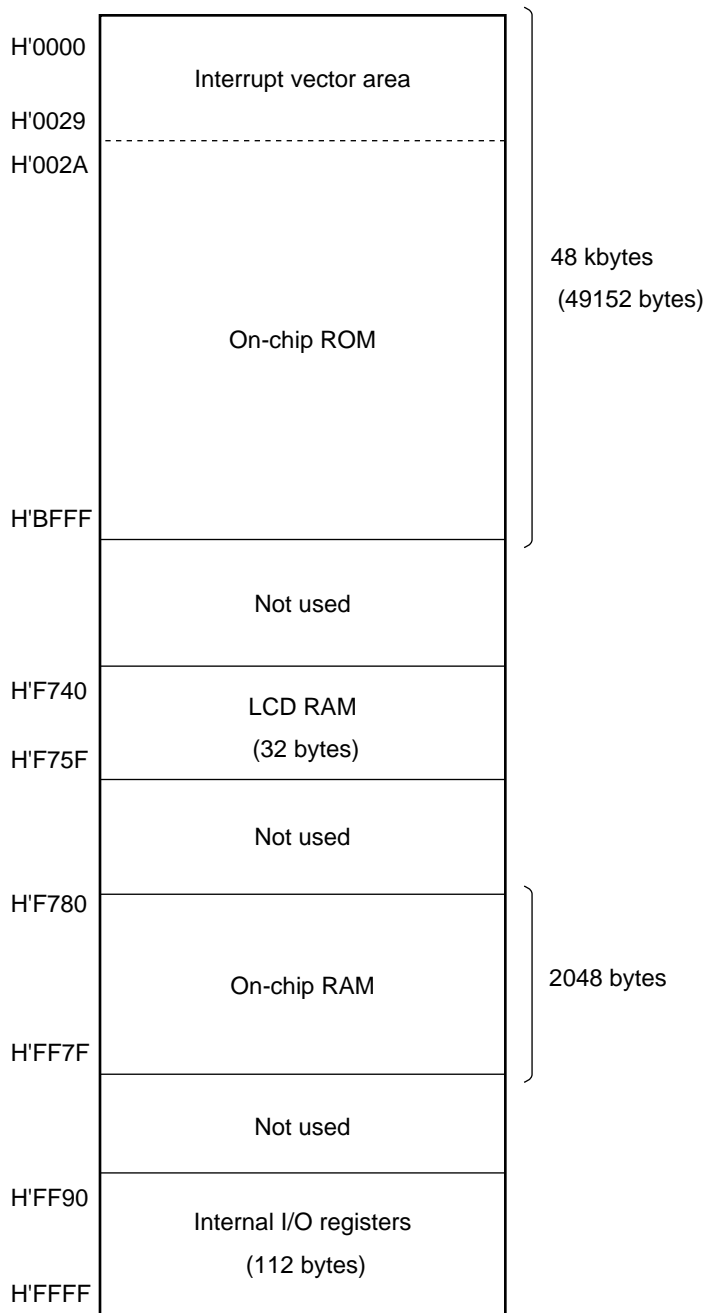 H'0000
Interrupt vector area
H'0029
H'002A
48 kbytes
(49152 bytes)
On-chip ROM
H'BFFF
Not used
H'F740
LCD RAM
(32 bytes)
H'F75F
Not used
H'F780
2048 bytes
On-chip RAM
H'FF7F
Not used
H'FF90
Internal I/O registers
(112 bytes)
H'FFFF